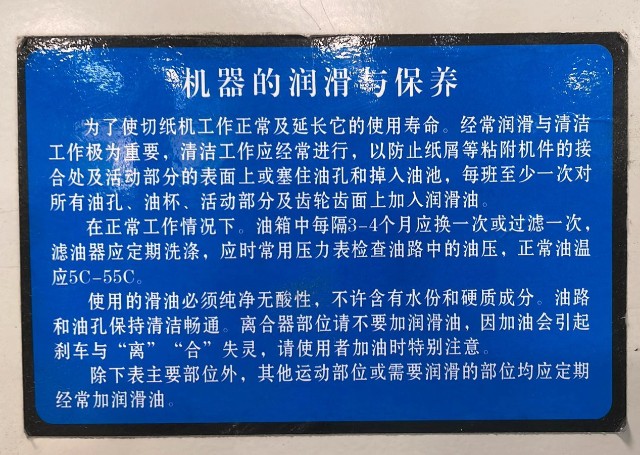 机器的润滑与保养
为了使切纸机工作正常及延长它的使用寿命。经常润滑与清洁
工作极为重要，清洁工作应经常进行，以防止纸屑等粘附机件的接
合处及活动部分的表面上或塞住油孔和掉入油池，每班至少一次对
所有油孔、油杯、活动部分及齿轮齿面上加入润滑油。
在正常工作情况下。油箱中每隔3-4个月应换一次或过滤一次，
滤油器应定期洗涤，应时常用压力表检查油路中的油压，正常油温
应5C-55C。
使用的滑油必须纯净无酸性，不许含有水份和硬质成分。油路
和油孔保持清洁畅通。离合器部位请不要加润滑油，因加油会引起
刹车与“离”“合”失灵，请使用者加油时特别注意。
除下表主要部位外，其他运动部位或需要润滑的部位均应定期
经常加润滑油。